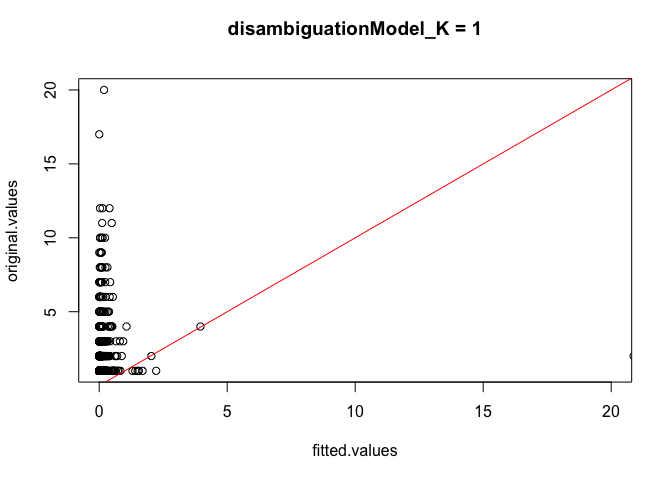 disambiguationModel_K = 1
20
15
10
5
original.values
0 5 10 15 20
fitted.values